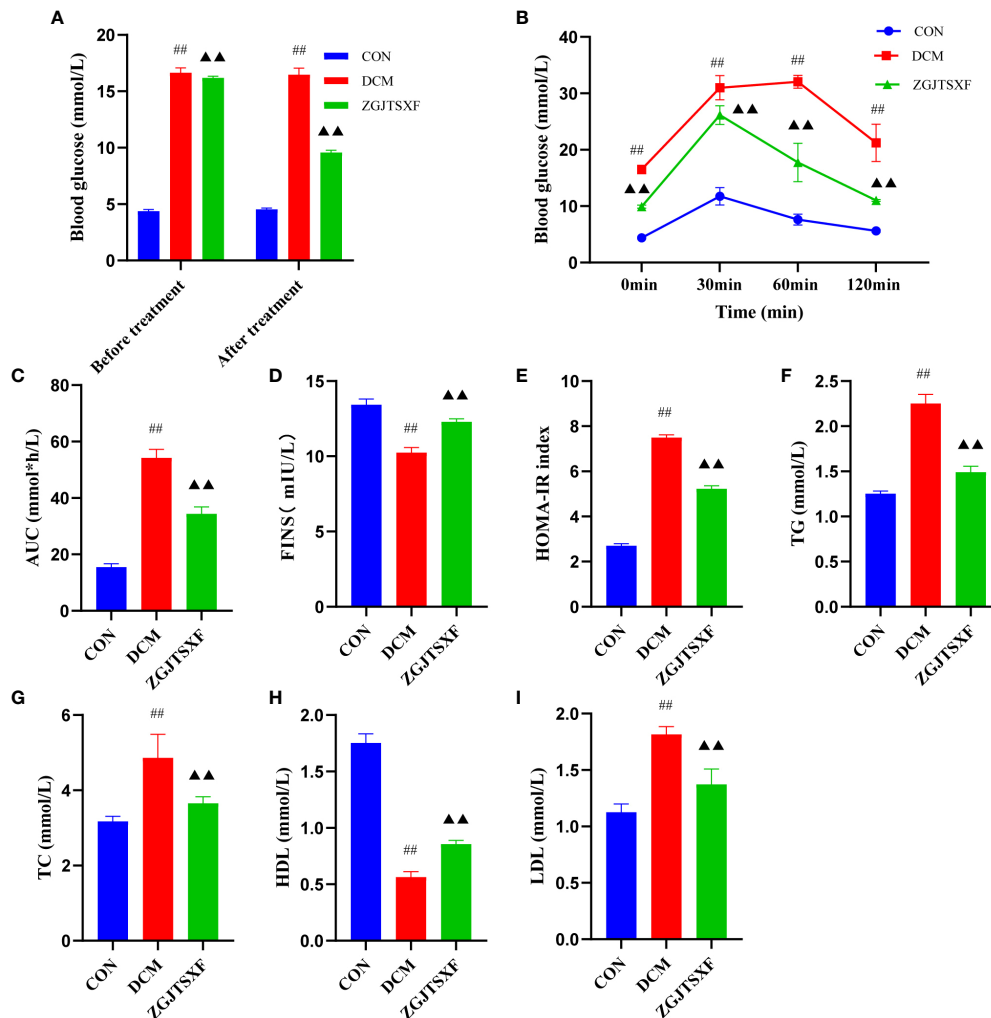 A
Blood glucose (mmol/L)
20
15
10
5
0
##
▲▲
##
▲▲
CON
DCM
ZGJTSXF
Before treatment
After treatment
B
Blood glucose (mmol/L)
40
30
20
10
0
##
##
##
##
▲▲
▲▲
▲▲
▲▲
CON
DCM
ZGJTSXF
0min
30min
60min
120min
Time (min)
C
AUC (mmol*h/L)
80
60
40
20
0
##
▲▲
CON
DCM
ZGJTSXF
D
FINS( mIU/L)
15
10
5
0
##
▲▲
CON
DCM
ZGJTSXF
E
HOMA-IR index
10
8
6
4
2
0
##
▲▲
CON
DCM
ZGJTSXF
F
TG (mmol/L)
2.5
2.0
1.5
1.0
0.5
0.0
##
▲▲
CON
DCM
ZGJTSXF
G
TC (mmol/L)
6
4
2
0
##
▲▲
CON
DCM
ZGJTSXF
H
HDL (mmol/L)
2.0
1.5
1.0
0.5
0.0
##
▲▲
CON
DCM
ZGJTSXF
I
LDL (mmol/L)
2.0
1.5
1.0
0.5
0.0
##
▲▲
CON
DCM
ZGJTSXF